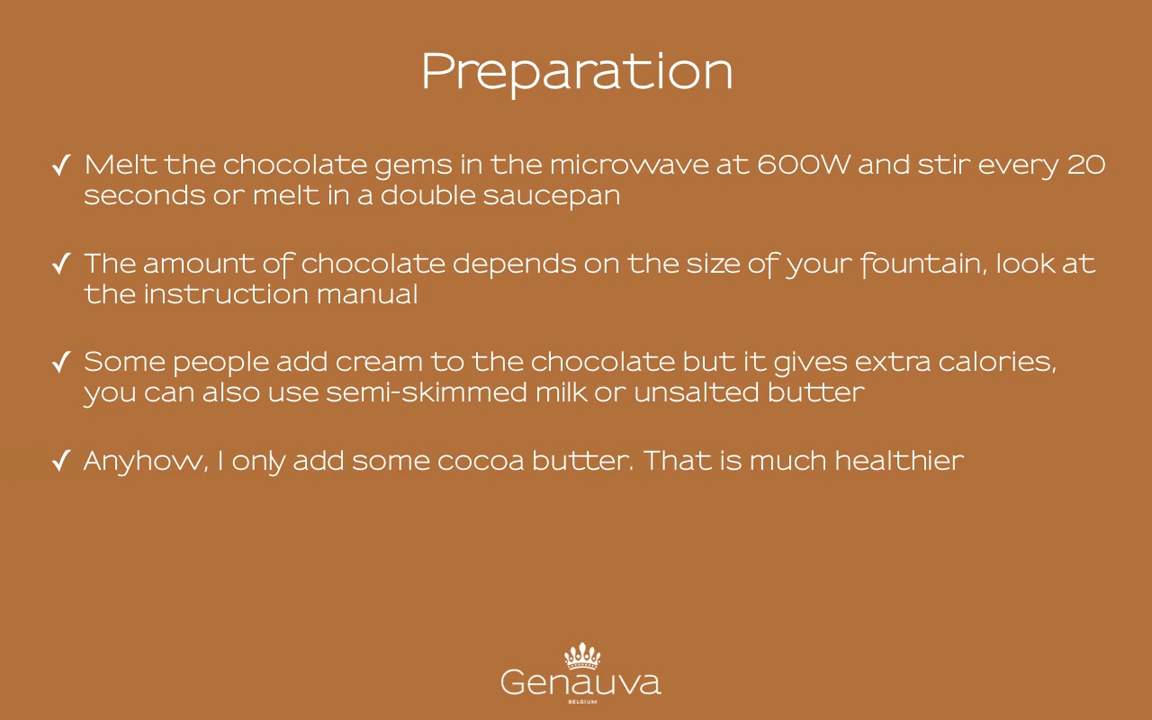 Preparation
✓ Melt the chocolate gems in the microwave at 600W and stir every 20
seconds or melt in a double saucepan
✓ The amount of chocolate depends on the size of your fountain, look at
the instruction manual
✓ Some people add cream to the chocolate but it gives extra calories,
you can also use semi-skimmed milk or unsalted butter
✓ Anyhow, I only add some cocoa butter. That is much healthier
Genauva
BELGIUM